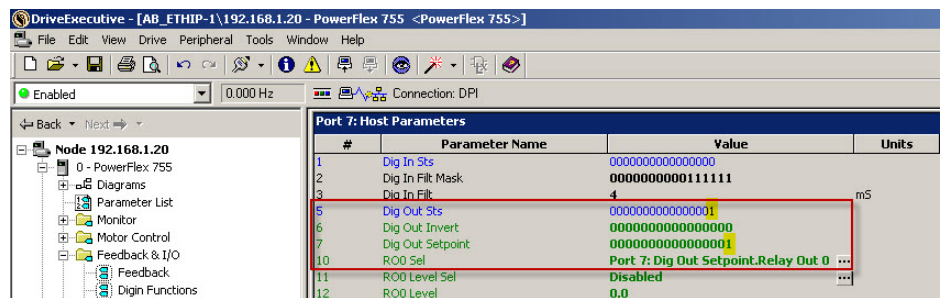 DriveExecutive - [AB_ETHIP-1\192.168.1.20 - PowerFlex 755 <PowerFlex 755>]
File Edit View Drive Peripheral Tools Window Help
Enabled 0.000 Hz Connection: DPI
Back Next
Node 192.168.1.20
0 - PowerFlex 755
Diagrams
Parameter List
Monitor
Motor Control
Feedback & I/O
Feedback
Digin Functions
Port 7: Host Parameters
# Parameter Name Value Units
1 Dig In Sts 0000000000000000
2 Dig In Filt Mask 0000000000111111
3 Dig In Filt 4 mS
5 Dig Out Sts 0000000000000001
6 Dig Out Invert 0000000000000000
7 Dig Out Setpoint 0000000000000001
10 RO0 Sel Port 7: Dig Out Setpoint.Relay Out 0 ...
11 RO0 Level Sel Disabled ...
12 RO0 Level 0.0